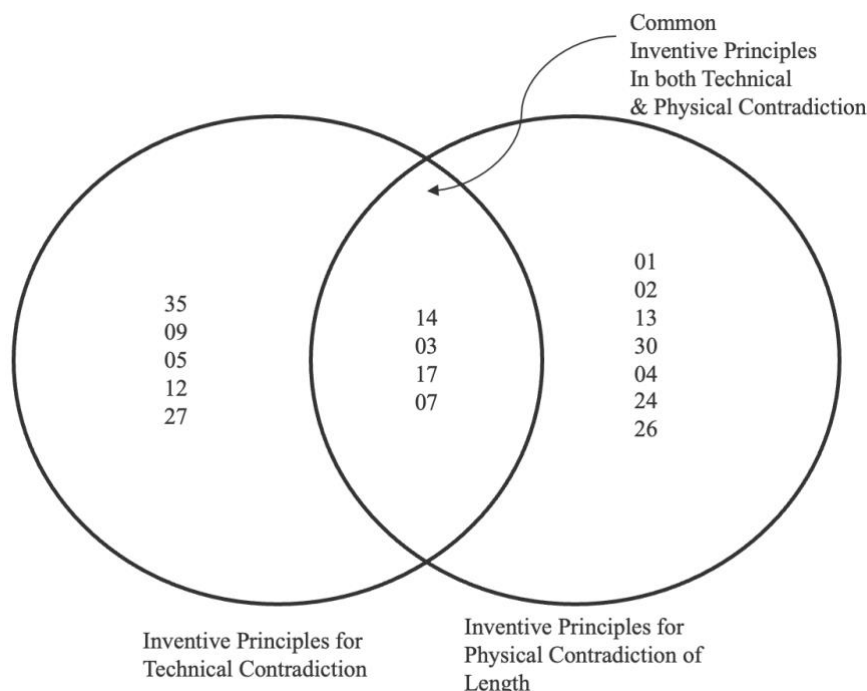 Common
Inventive Principles
In both Technical
& Physical Contradiction
35
09
05
12
27
14
03
17
07
01
02
13
30
04
24
26
Inventive Principles for
Technical Contradiction
Inventive Principles for
Physical Contradiction of
Length